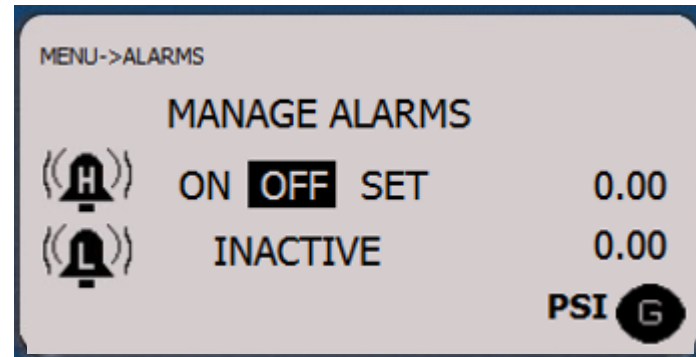 MENU->ALARMS
MANAGE ALARMS
H ON OFF SET 0.00
L INACTIVE 0.00
PSI G